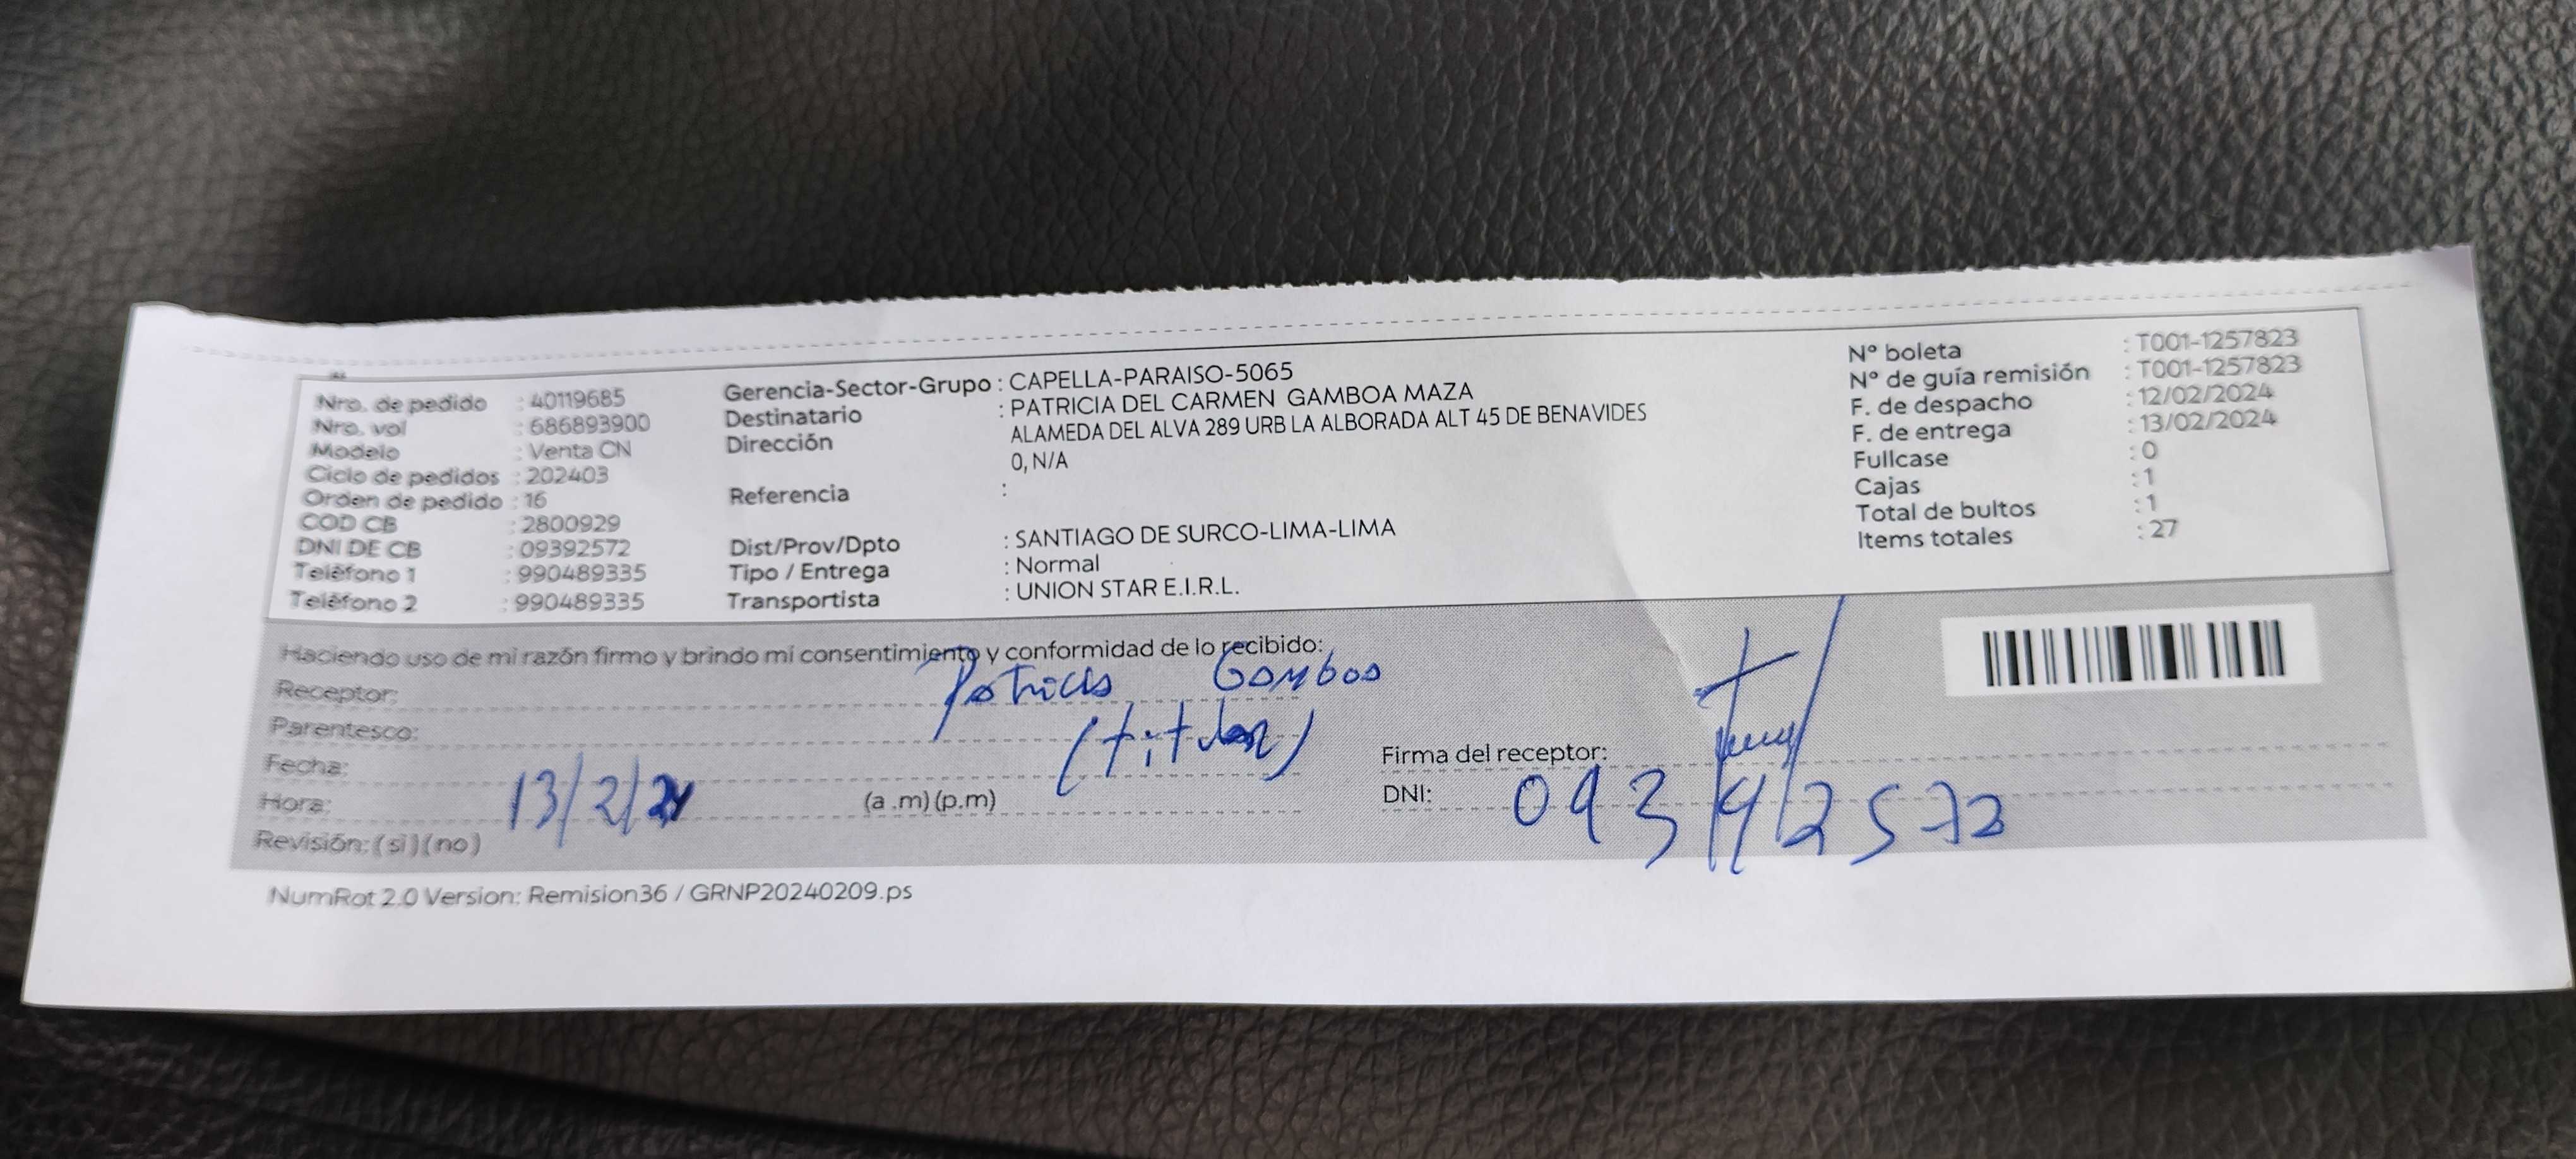 Nro. de pedido : 40119685
Nro. vol : 686893900
Modelo : Venta CN
Ciclo de pedidos : 202403
Orden de pedido : 16
COD CB : 2800929
DNI DE CB : 09392572
Teléfono 1 : 990489335
Teléfono 2 : 990489335
Gerencia-Sector-Grupo : CAPELLA-PARAISO-5065
Destinatario : PATRICIA DEL CARMEN GAMBOA MAZA
Dirección ALAMEDA DEL ALVA 289 URB LA ALBORADA ALT 45 DE BENAVIDES
0, N/A
Referencia :
Dist/Prov/Dpto : SANTIAGO DE SURCO-LIMA-LIMA
Tipo / Entrega : Normal
Transportista : UNION STAR E.I.R.L.
N° boleta : T001-1257823
N° de guía remisión : T001-1257823
F. de despacho : 12/02/2024
F. de entrega : 13/02/2024
Fullcase : 0
Cajas : 1
Total de bultos : 1
Items totales : 27
Haciendo uso de mi razón firmo y brindo mi consentimiento y conformidad de lo recibido:
Receptor: Patricia Gamboa
Parentesco: (titular)
Fecha: 13/2/24
Hora: (a .m) (p.m)
Revisión: ( si ) ( no )
Firma del receptor:
DNI: 09392572
NumRot 2.0 Version: Remision36 / GRNP20240209.ps